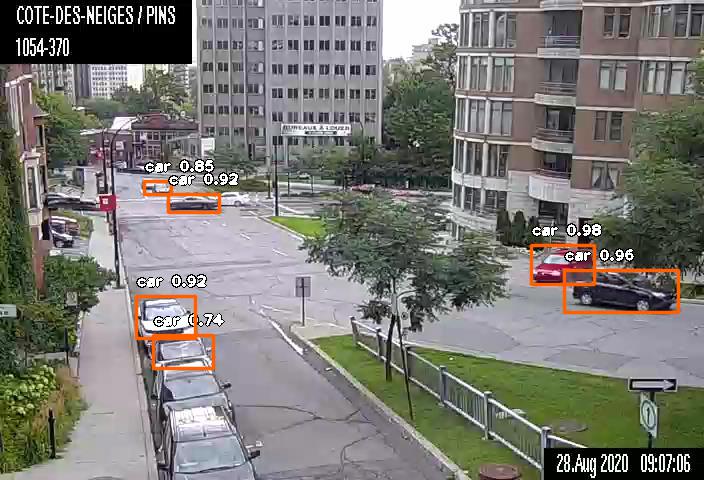 COTE-DES-NEIGES / PINS
1054-370
BUREAUX À LOUER
car 0.85
car 0.92
car 0.98
car 0.96
car 0.92
car 0.74
1
28.Aug 2020 09:07:06